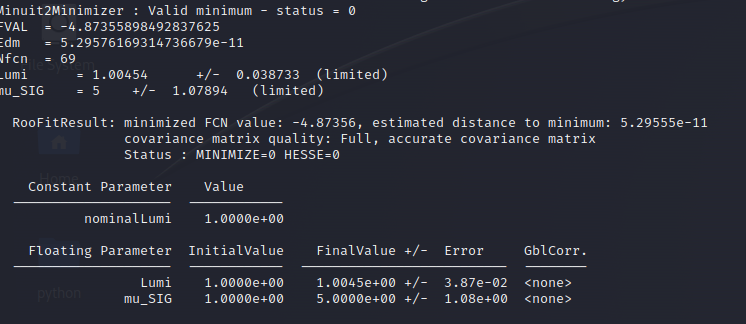 Minuit2Minimizer : Valid minimum - status = 0
FVAL  = -4.87355898492837625
Edm   = 5.29576169314736679e-11
Nfcn  = 69
Lumi      = 1.00454      +/-  0.038733  (limited)
mu_SIG    = 5    +/-  1.07894   (limited)
RooFitResult: minimized FCN value: -4.87356, estimated distance to minimum: 5.29555e-11
covariance matrix quality: Full, accurate covariance matrix
Status : MINIMIZE=0 HESSE=0
Constant Parameter    Value
nominalLumi    1.0000e+00
Floating Parameter  InitialValue    FinalValue +/-  Error     GblCorr.
Lumi    1.0000e+00    1.0045e+00 +/-  3.87e-02  <none>
mu_SIG    1.0000e+00    5.0000e+00 +/-  1.08e+00  <none>
Home
python